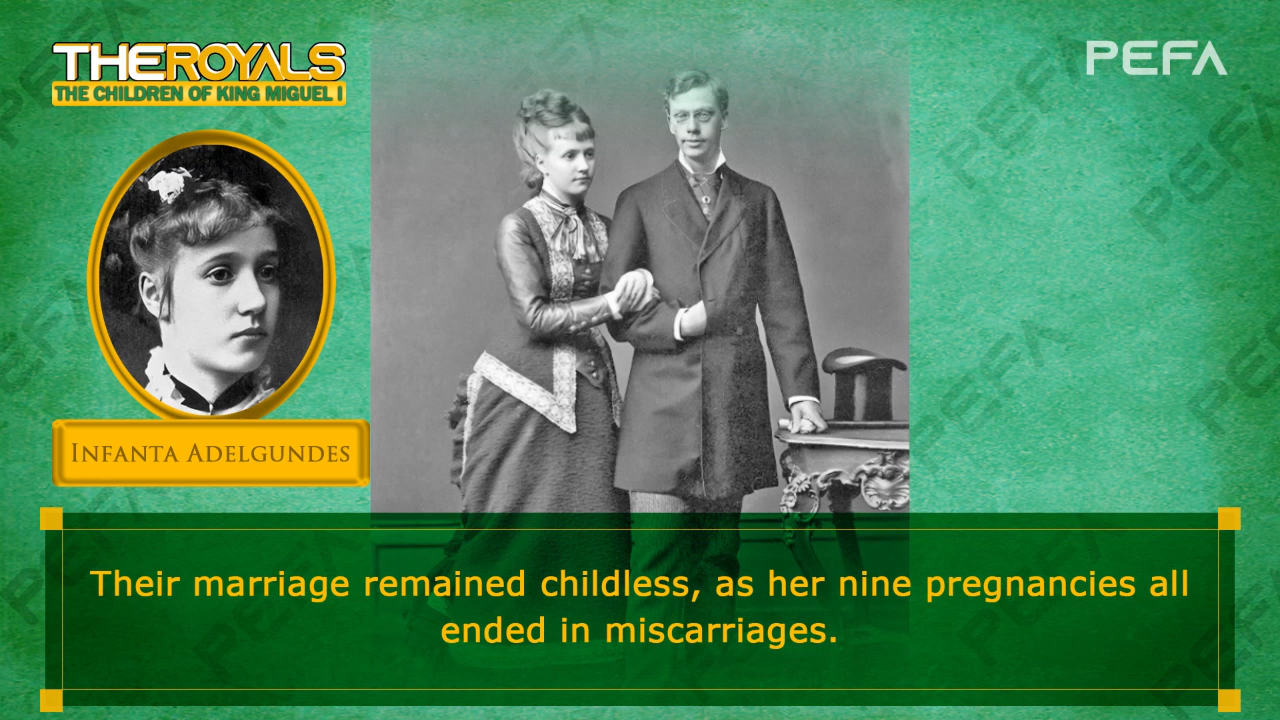 THEROYALS
THE CHILDREN OF KING MIGUEL I
PEFA
INFANTA ADELGUNDES
Their marriage remained childless, as her nine pregnancies all
ended in miscarriages.